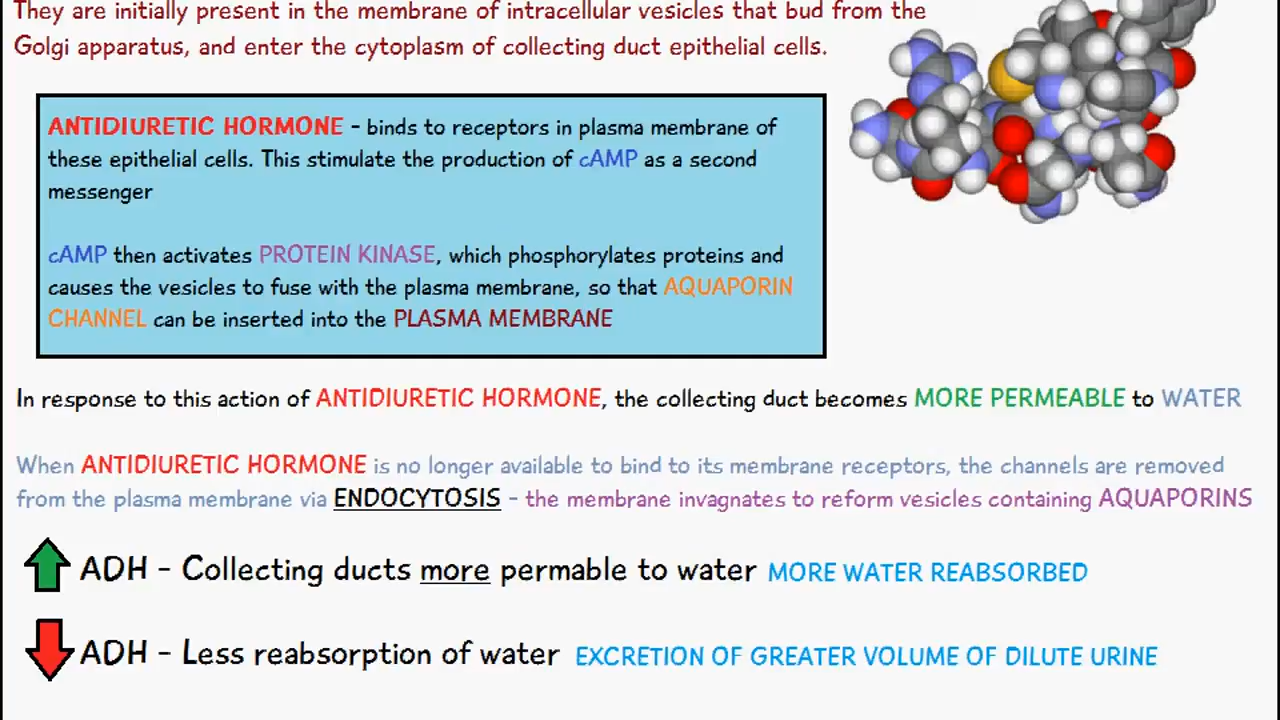 They are initially present in the membrane of intracellular vesicles that bud from the
Golgi apparatus, and enter the cytoplasm of collecting duct epithelial cells.
ANTIDIURETIC HORMONE - binds to receptors in plasma membrane of
these epithelial cells. This stimulate the production of cAMP as a second
messenger
cAMP then activates PROTEIN KINASE, which phosphorylates proteins and
causes the vesicles to fuse with the plasma membrane, so that AQUAPORIN
CHANNEL can be inserted into the PLASMA MEMBRANE
In response to this action of ANTIDIURETIC HORMONE, the collecting duct becomes MORE PERMEABLE to WATER
When ANTIDIURETIC HORMONE is no longer available to bind to its membrane receptors, the channels are removed
from the plasma membrane via ENDOCYTOSIS - the membrane invagnates to reform vesicles containing AQUAPORINS
ADH - Collecting ducts more permable to water MORE WATER REABSORBED
ADH - Less reabsorption of water EXCRETION OF GREATER VOLUME OF DILUTE URINE